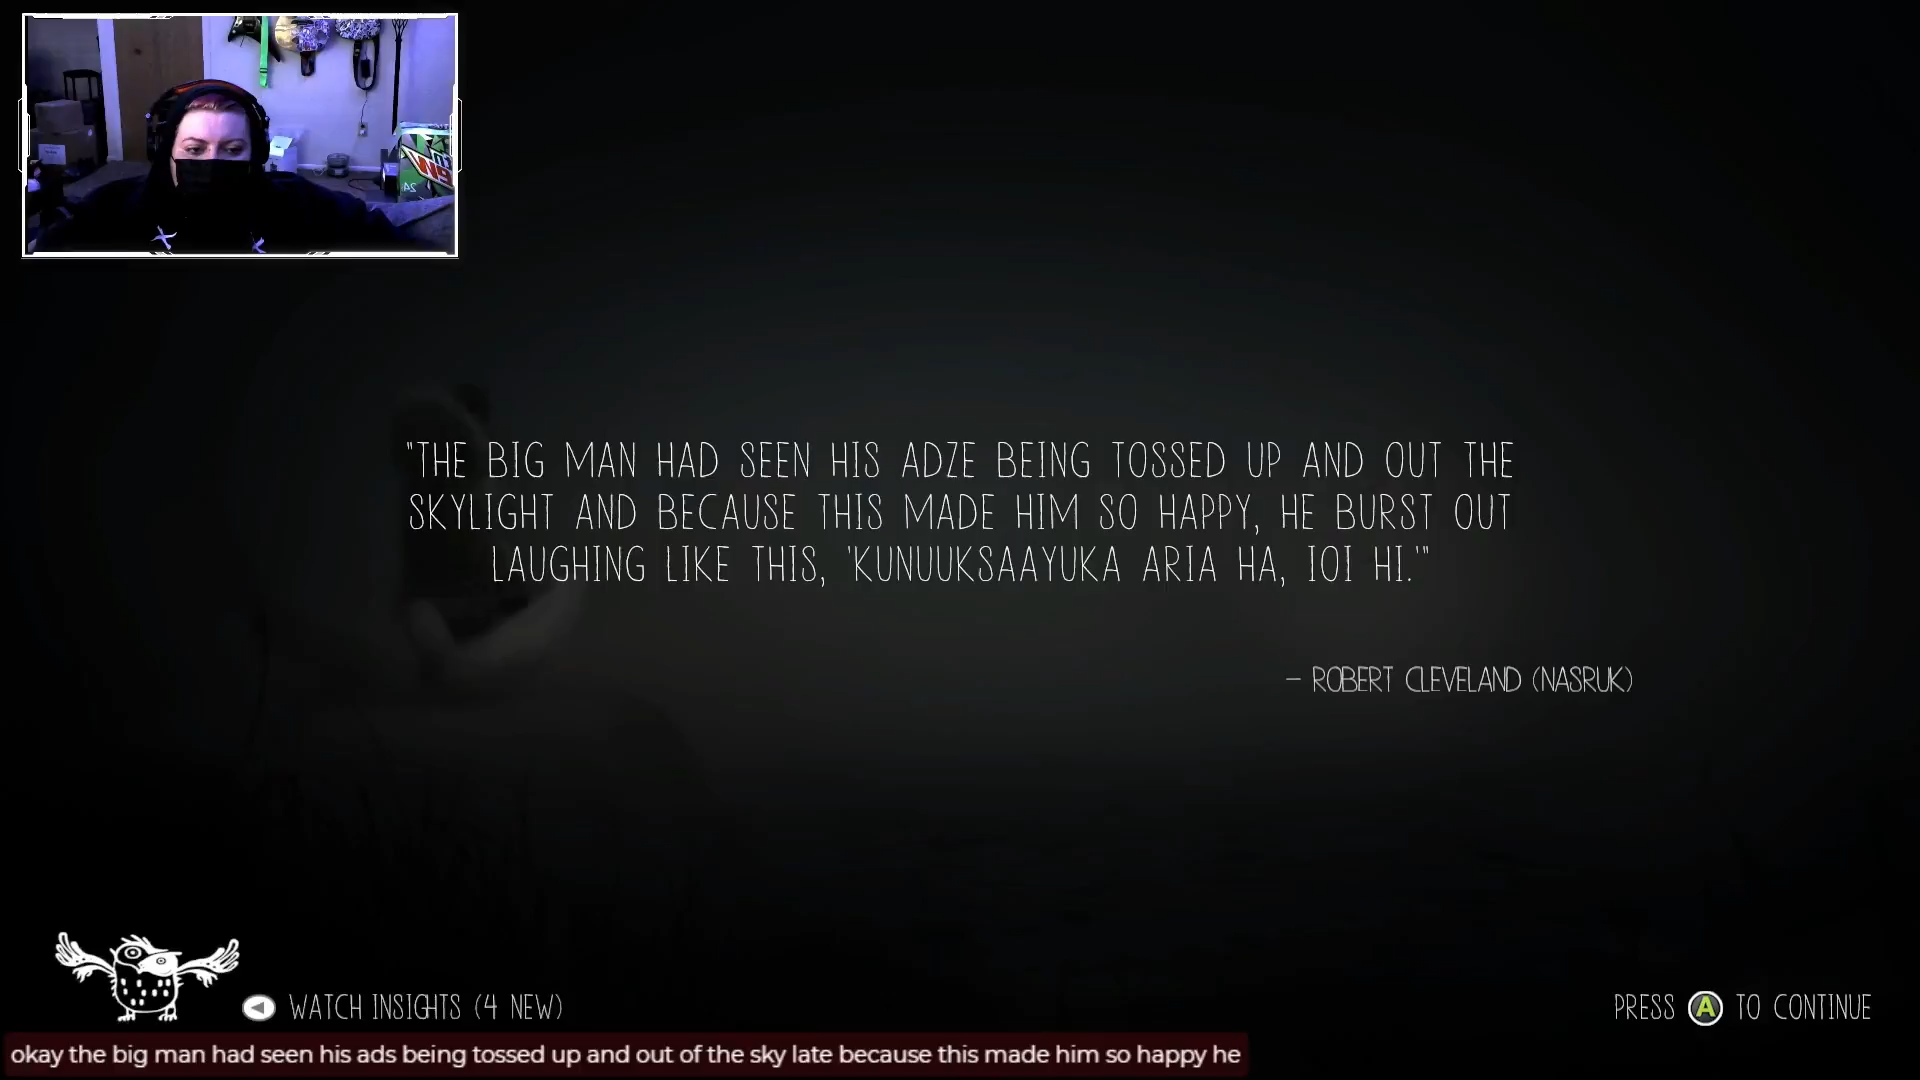 "THE BIG MAN HAD SEEN HIS ADZE BEING TOSSED UP AND OUT THE
SKYLIGHT AND BECAUSE THIS MADE HIM SO HAPPY, HE BURST OUT
LAUGHING LIKE THIS, 'KUNUUKSAAYUKA ARIA HA, IOI HI.'"
– ROBERT CLEVELAND (NASRUK)
WATCH INSIGHTS (4 NEW)
PRESS A TO CONTINUE
okay the big man had seen his ads being tossed up and out of the sky late because this made him so happy he